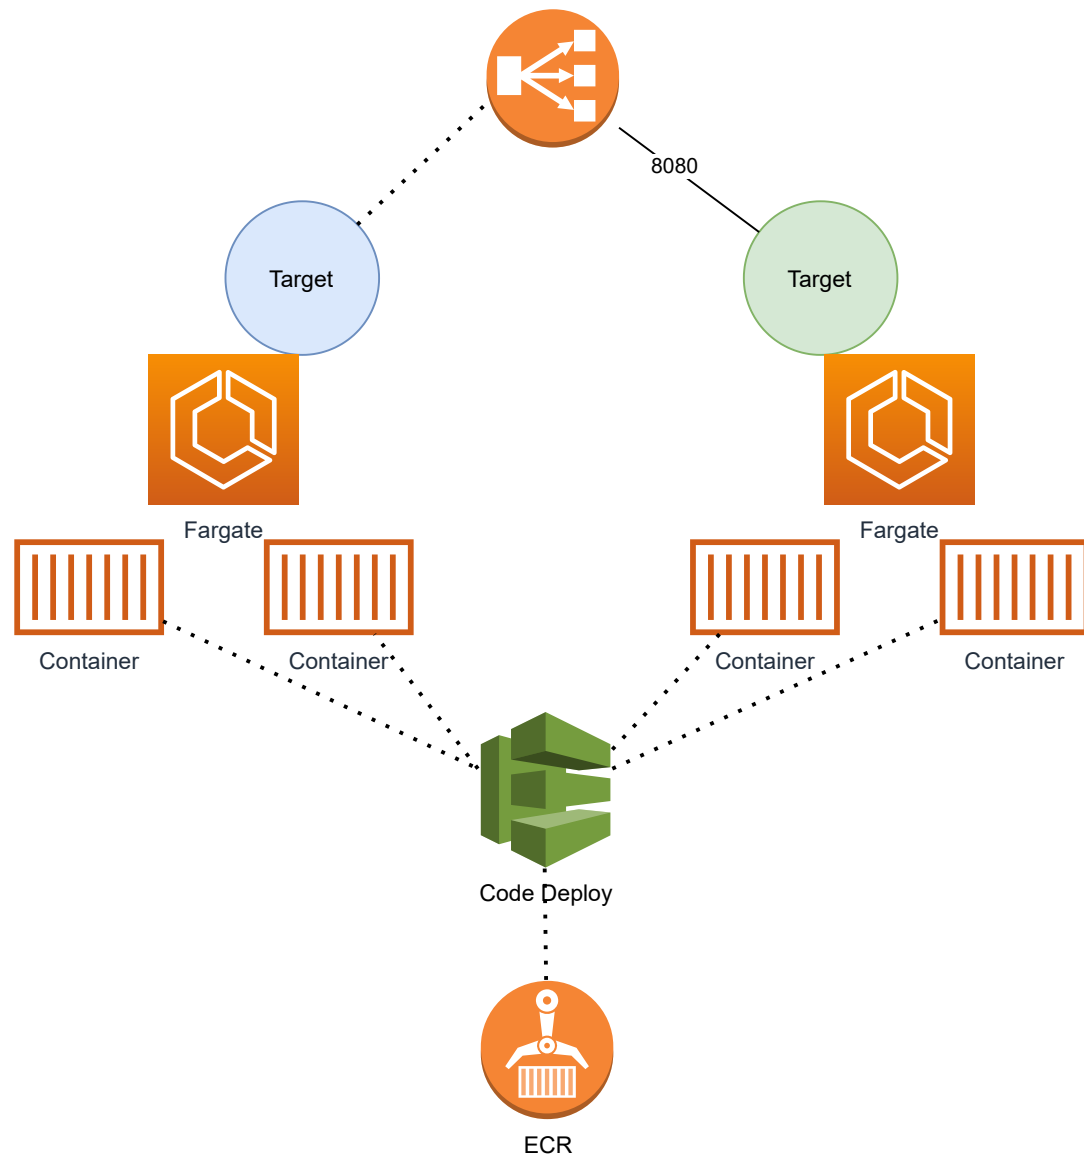 8080
Target
Target
Fargate
Fargate
Container
Container
Container
Container
Code Deploy
ECR